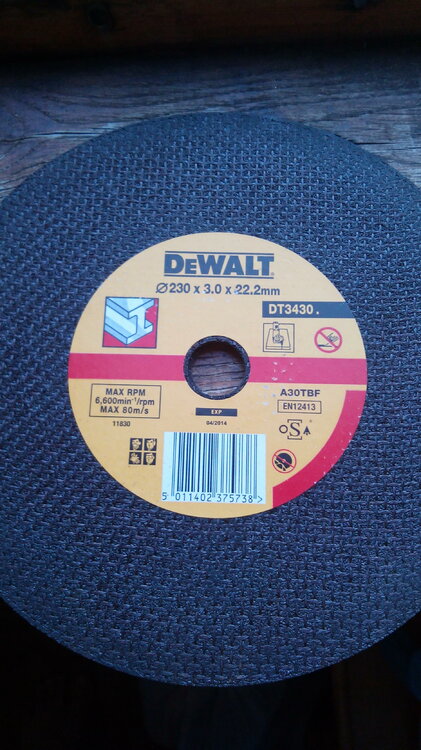 DEWALT
Ø230 x 3.0 x 22.2mm
DT3430.
MAX RPM
6,600min⁻¹/rpm
MAX 80m/s
11830
EXP
04/2014
A30TBF
EN12413
oS▲
5 011402 375738 >